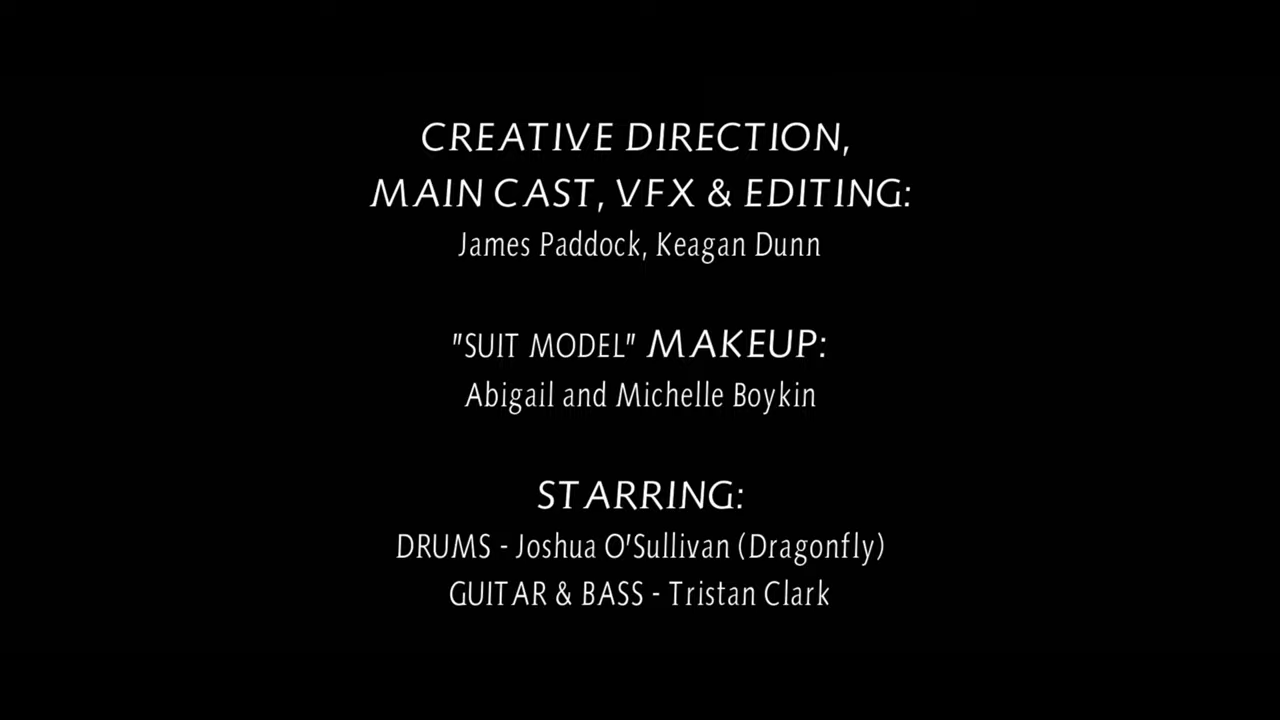 CREATIVE DIRECTION,
MAIN CAST, VFX & EDITING:
James Paddock, Keagan Dunn
"SUIT MODEL" MAKEUP:
Abigail and Michelle Boykin
STARRING:
DRUMS - Joshua O'Sullivan (Dragonfly)
GUITAR & BASS - Tristan Clark